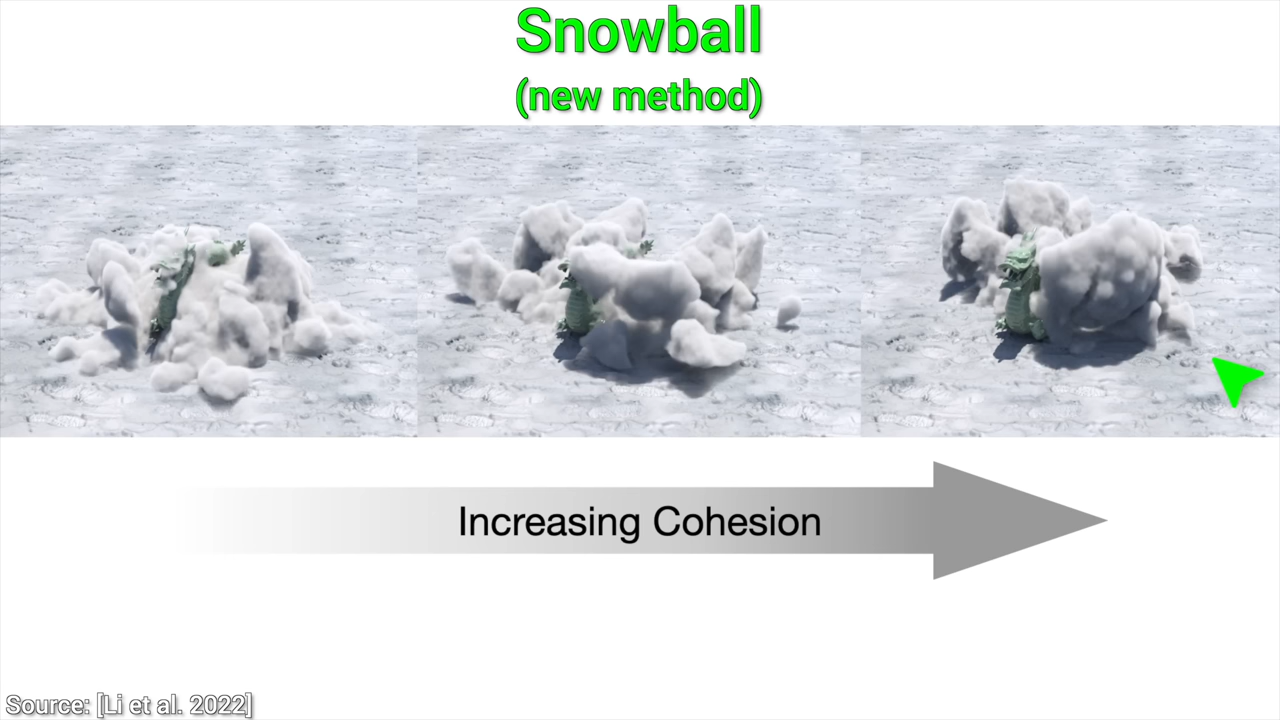 Snowball
(new method)
Increasing Cohesion
Source: [Li et al. 2022]